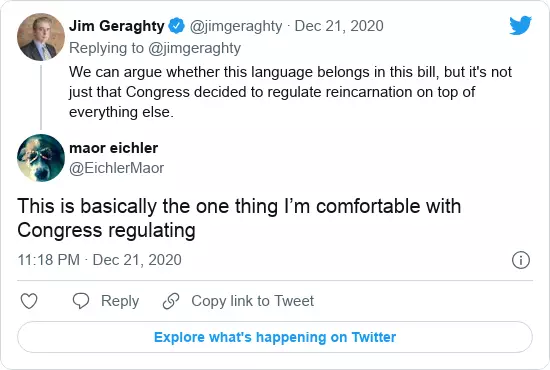 Jim Geraghty @jimgeraghty · Dec 21, 2020
Replying to @jimgeraghty
We can argue whether this language belongs in this bill, but it's not
just that Congress decided to regulate reincarnation on top of
everything else.
maor eichler
@EichlerMaor
This is basically the one thing I’m comfortable with
Congress regulating
11:18 PM · Dec 21, 2020
Reply Copy link to Tweet
Explore what's happening on Twitter